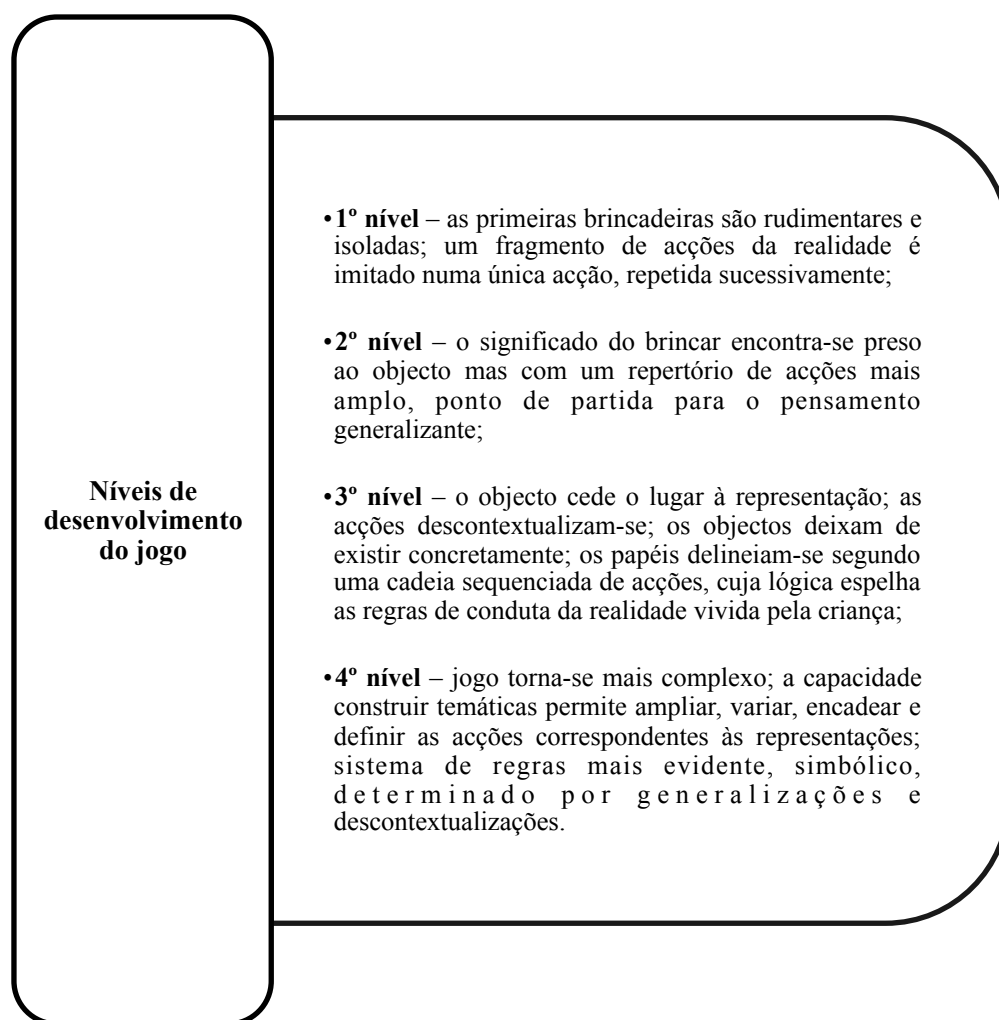 Níveis de
desenvolvimento
do jogo
•1º nível – as primeiras brincadeiras são rudimentares e
isoladas; um fragmento de acções da realidade é
imitado numa única acção, repetida sucessivamente;
•2º nível – o significado do brincar encontra-se preso
ao objecto mas com um repertório de acções mais
amplo, ponto de partida para o pensamento
generalizante;
•3º nível – o objecto cede o lugar à representação; as
acções descontextualizam-se; os objectos deixam de
existir concretamente; os papéis delineiam-se segundo
uma cadeia sequenciada de acções, cuja lógica espelha
as regras de conduta da realidade vivida pela criança;
•4º nível – jogo torna-se mais complexo; a capacidade
construir temáticas permite ampliar, variar, encadear e
definir as acções correspondentes às representações;
sistema de regras mais evidente, simbólico,
determinado por generalizações e
descontextualizações.